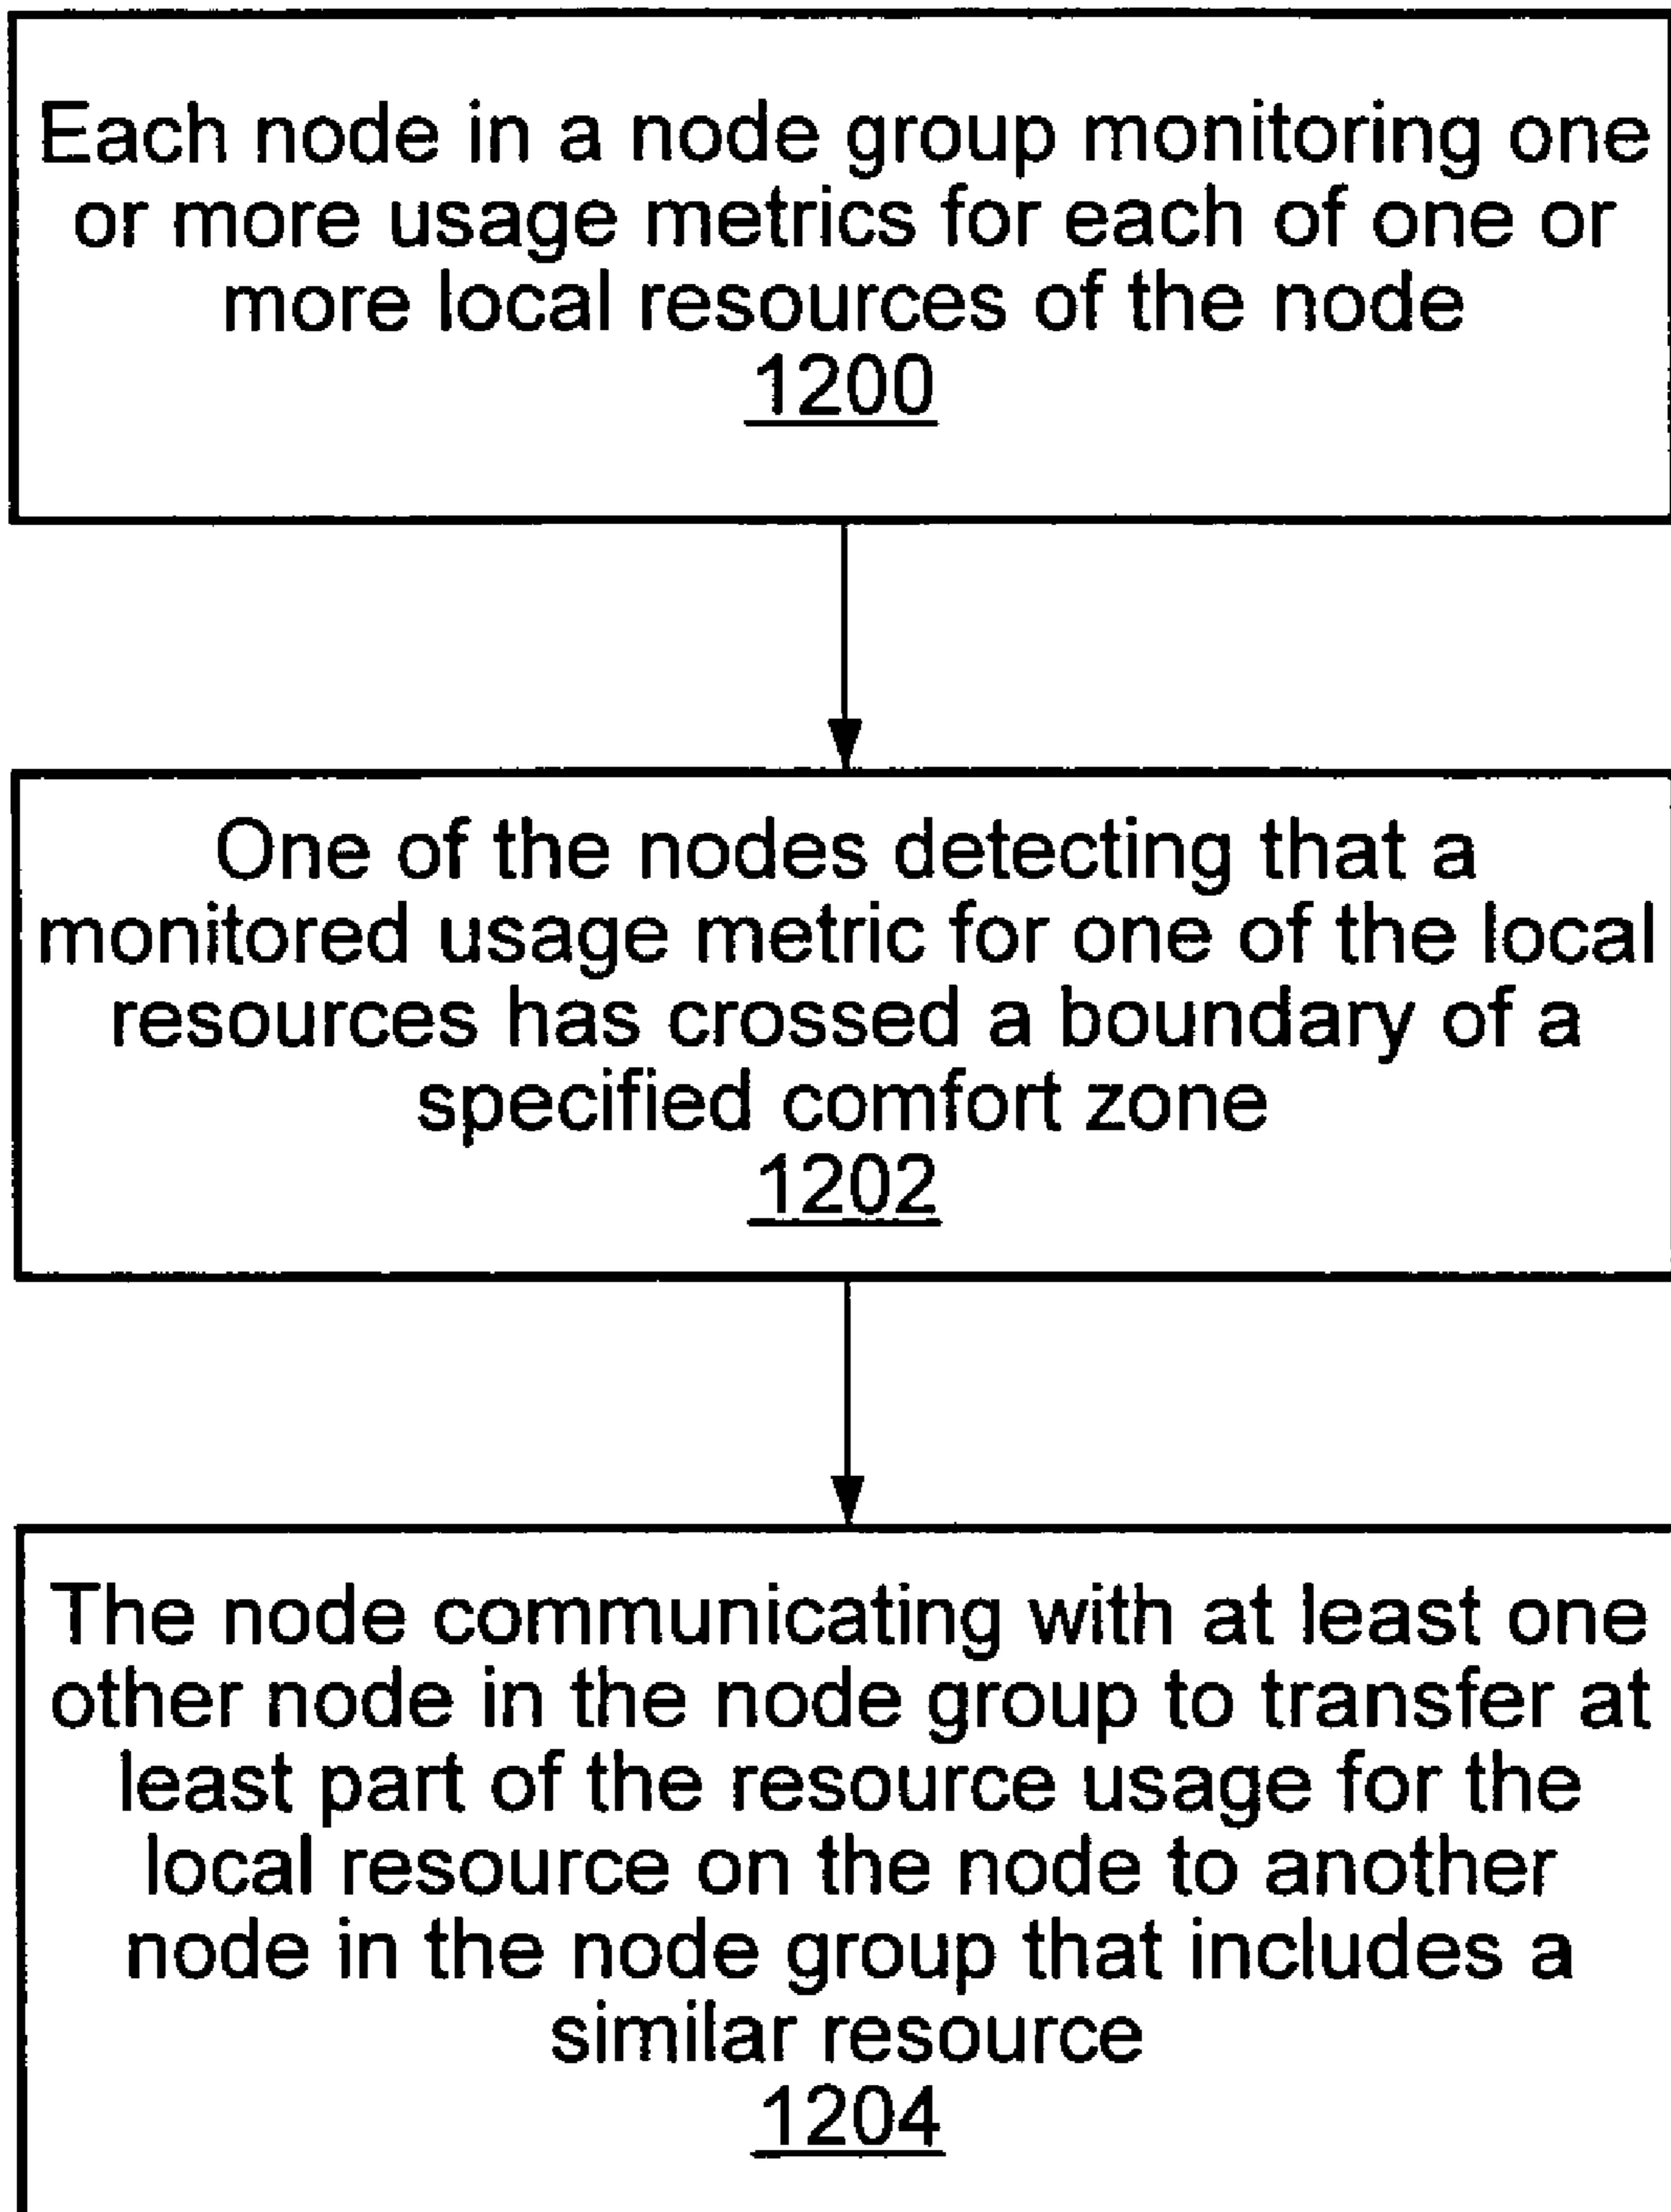 Each node in a node group monitoring one
or more usage metrics for each of one or
more local resources of the node
1200
One of the nodes detecting that a
monitored usage metric for one of the local
resources has crossed a boundary of a
specified comfort zone
1202
The node communicating with at least one
other node in the node group to transfer at
least part of the resource usage for the
local resource on the node to another
node in the node group that includes a
similar resource
1204